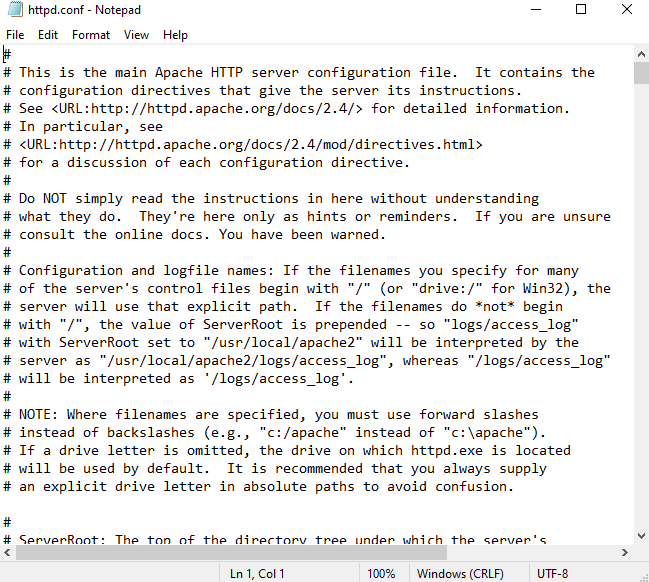 httpd.conf - Notepad
File Edit Format View Help
#
# This is the main Apache HTTP server configuration file.  It contains the
# configuration directives that give the server its instructions.
# See <URL:http://httpd.apache.org/docs/2.4/> for detailed information.
# In particular, see
# <URL:http://httpd.apache.org/docs/2.4/mod/directives.html>
# for a discussion of each configuration directive.
#
# Do NOT simply read the instructions in here without understanding
# what they do.  They're here only as hints or reminders.  If you are unsure
# consult the online docs. You have been warned.
#
# Configuration and logfile names: If the filenames you specify for many
# of the server's control files begin with "/" (or "drive:/" for Win32), the
# server will use that explicit path.  If the filenames do *not* begin
# with "/", the value of ServerRoot is prepended -- so "logs/access_log"
# with ServerRoot set to "/usr/local/apache2" will be interpreted by the
# server as "/usr/local/apache2/logs/access_log", whereas "/logs/access_log"
# will be interpreted as '/logs/access_log'.
#
# NOTE: Where filenames are specified, you must use forward slashes
# instead of backslashes (e.g., "c:/apache" instead of "c:\apache").
# If a drive letter is omitted, the drive on which httpd.exe is located
# will be used by default.  It is recommended that you always supply
# an explicit drive letter in absolute paths to avoid confusion.

#
# ServerRoot: The top of the directory tree under which the server's
Ln 1, Col 1 100% Windows (CRLF) UTF-8